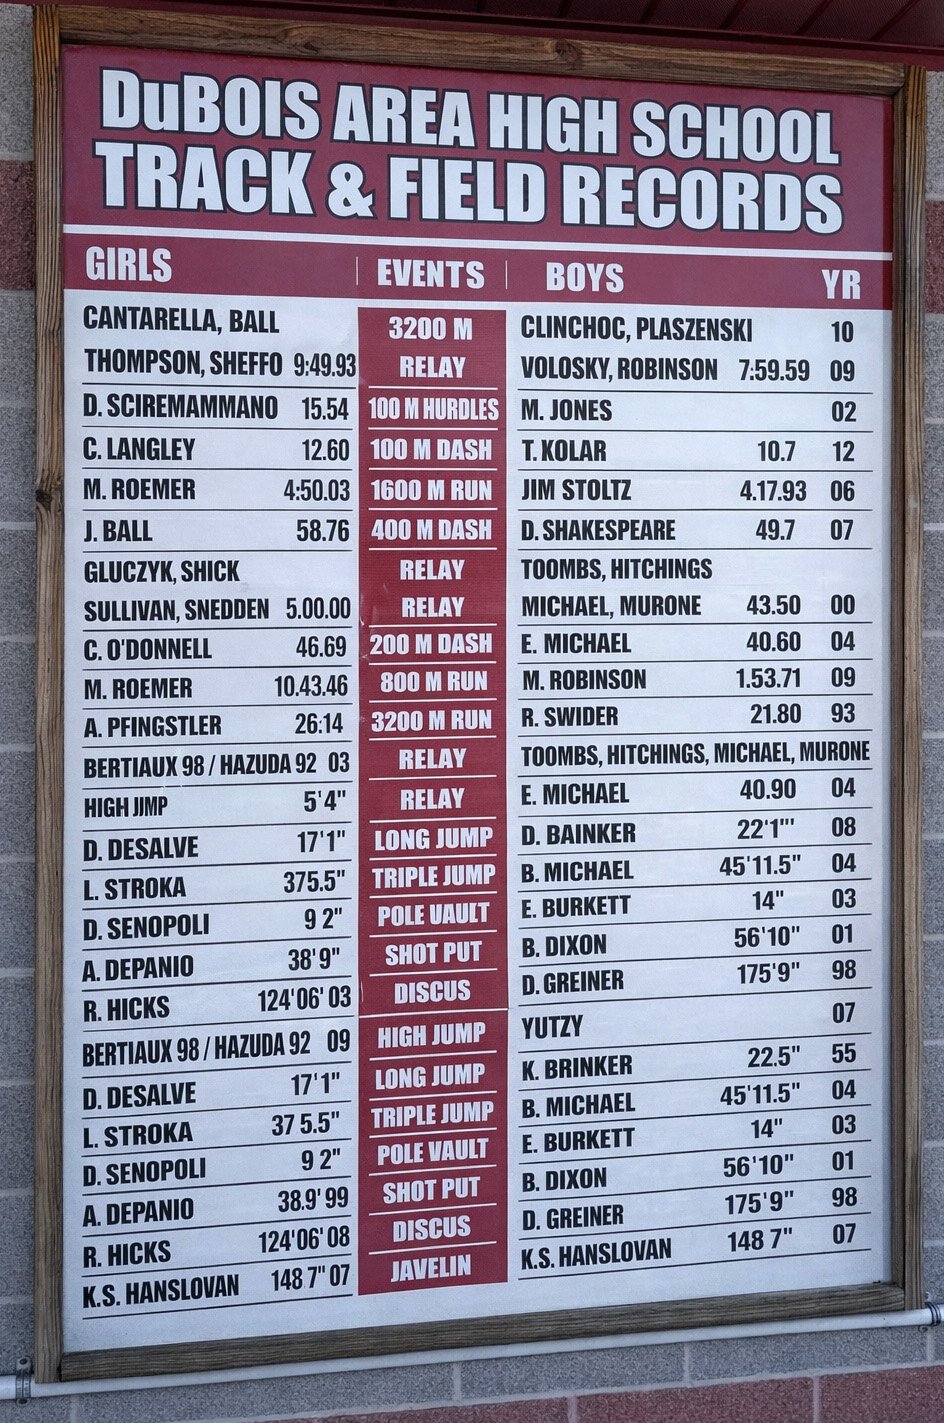 DuBOIS AREA HIGH SCHOOL
TRACK & FIELD RECORDS
GIRLS EVENTS BOYS YR
CANTARELLA, BALL 3200 M CLINCHOC, PLASZENSKI 10
THOMPSON, SHEFFO 9:49.93 RELAY VOLOSKY, ROBINSON 7:59.59 09
D. SCIREMAMMANO 15.54 100 M HURDLES M. JONES 02
C. LANGLEY 12.60 100 M DASH T. KOLAR 10.7 12
M. ROEMER 4:50.03 1600 M RUN JIM STOLTZ 4.17.93 06
J. BALL 58.76 400 M DASH D. SHAKESPEARE 49.7 07
GLUCZYK, SHICK RELAY TOOMBS, HITCHINGS
SULLIVAN, SNEDDEN 5.00.00 RELAY MICHAEL, MURONE 43.50 00
C. O'DONNELL 46.69 200 M DASH E. MICHAEL 40.60 04
M. ROEMER 10.43.46 800 M RUN M. ROBINSON 1.53.71 09
A. PFINGSTLER 26:14 3200 M RUN R. SWIDER 21.80 93
BERTIAUX 98 / HAZUDA 92 03 RELAY TOOMBS, HITCHINGS, MICHAEL, MURONE
HIGH JMP 5'4" RELAY E. MICHAEL 40.90 04
D. DESALVE 17'1" LONG JUMP D. BAINKER 22'1"' 08
L. STROKA 375.5" TRIPLE JUMP B. MICHAEL 45'11.5" 04
D. SENOPOLI 9 2" POLE VAULT E. BURKETT 14" 03
A. DEPANIO 38'9" SHOT PUT B. DIXON 56'10" 01
R. HICKS 124'06' 03 DISCUS D. GREINER 175'9" 98
BERTIAUX 98 / HAZUDA 92 09 HIGH JUMP YUTZY 07
D. DESALVE 17'1" LONG JUMP K. BRINKER 22.5" 55
L. STROKA 37 5.5" TRIPLE JUMP B. MICHAEL 45'11.5" 04
D. SENOPOLI 9 2" POLE VAULT E. BURKETT 14" 03
A. DEPANIO 38.9' 99 SHOT PUT B. DIXON 56'10" 01
R. HICKS 124'06' 08 DISCUS D. GREINER 175'9" 98
K.S. HANSLOVAN 148 7" 07 JAVELIN K.S. HANSLOVAN 148 7" 07